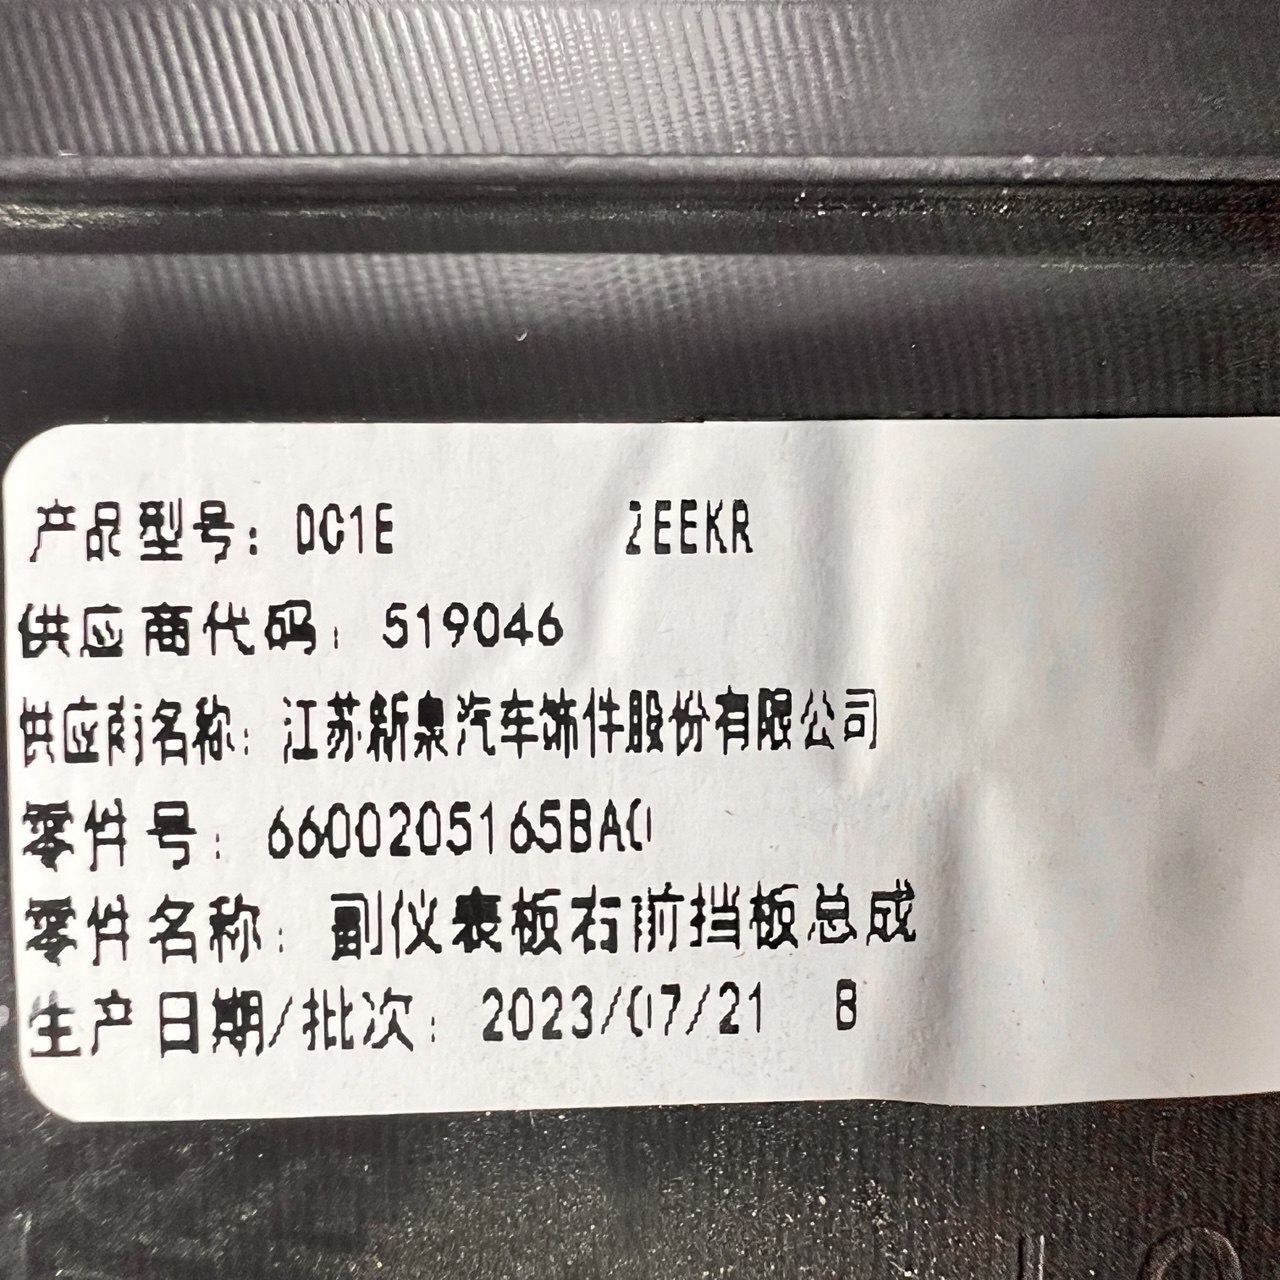 产品型号：DC1E ZEEKR
供应商代码：519046
供应商名称：江苏新泉汽车饰件股份有限公司
零件号：6600205165BA0
零件名称：副仪表板右前挡板总成
生产日期/批次：2023/07/21 B